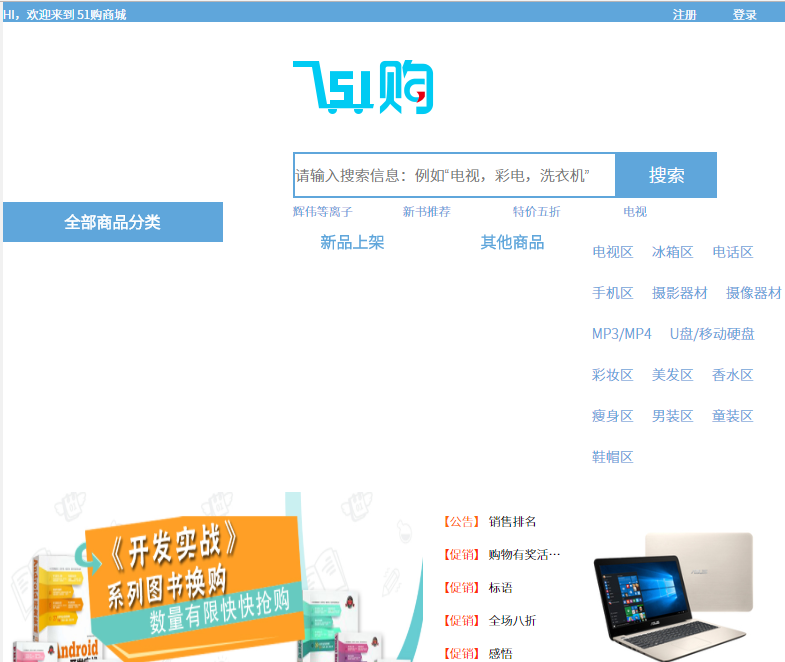 HI，欢迎来到 51购商城 注册 登录
51购
请输入搜索信息：例如“电视，彩电，洗衣机” 搜索
辉伟等离子 新书推荐 特价五折 电视
全部商品分类
新品上架 其他商品
电视区 冰箱区 电话区
手机区 摄影器材 摄像器材
MP3/MP4 U盘/移动硬盘
彩妆区 美发区 香水区
瘦身区 男装区 童装区
鞋帽区
《开发实战》
系列图书换购
数量有限快快抢购
Android
【公告】 销售排名
【促销】 购物有奖活…
【促销】 标语
【促销】 全场八折
【促销】 感悟